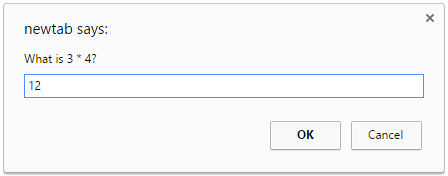 newtab says:
What is 3 * 4?
12
OK Cancel